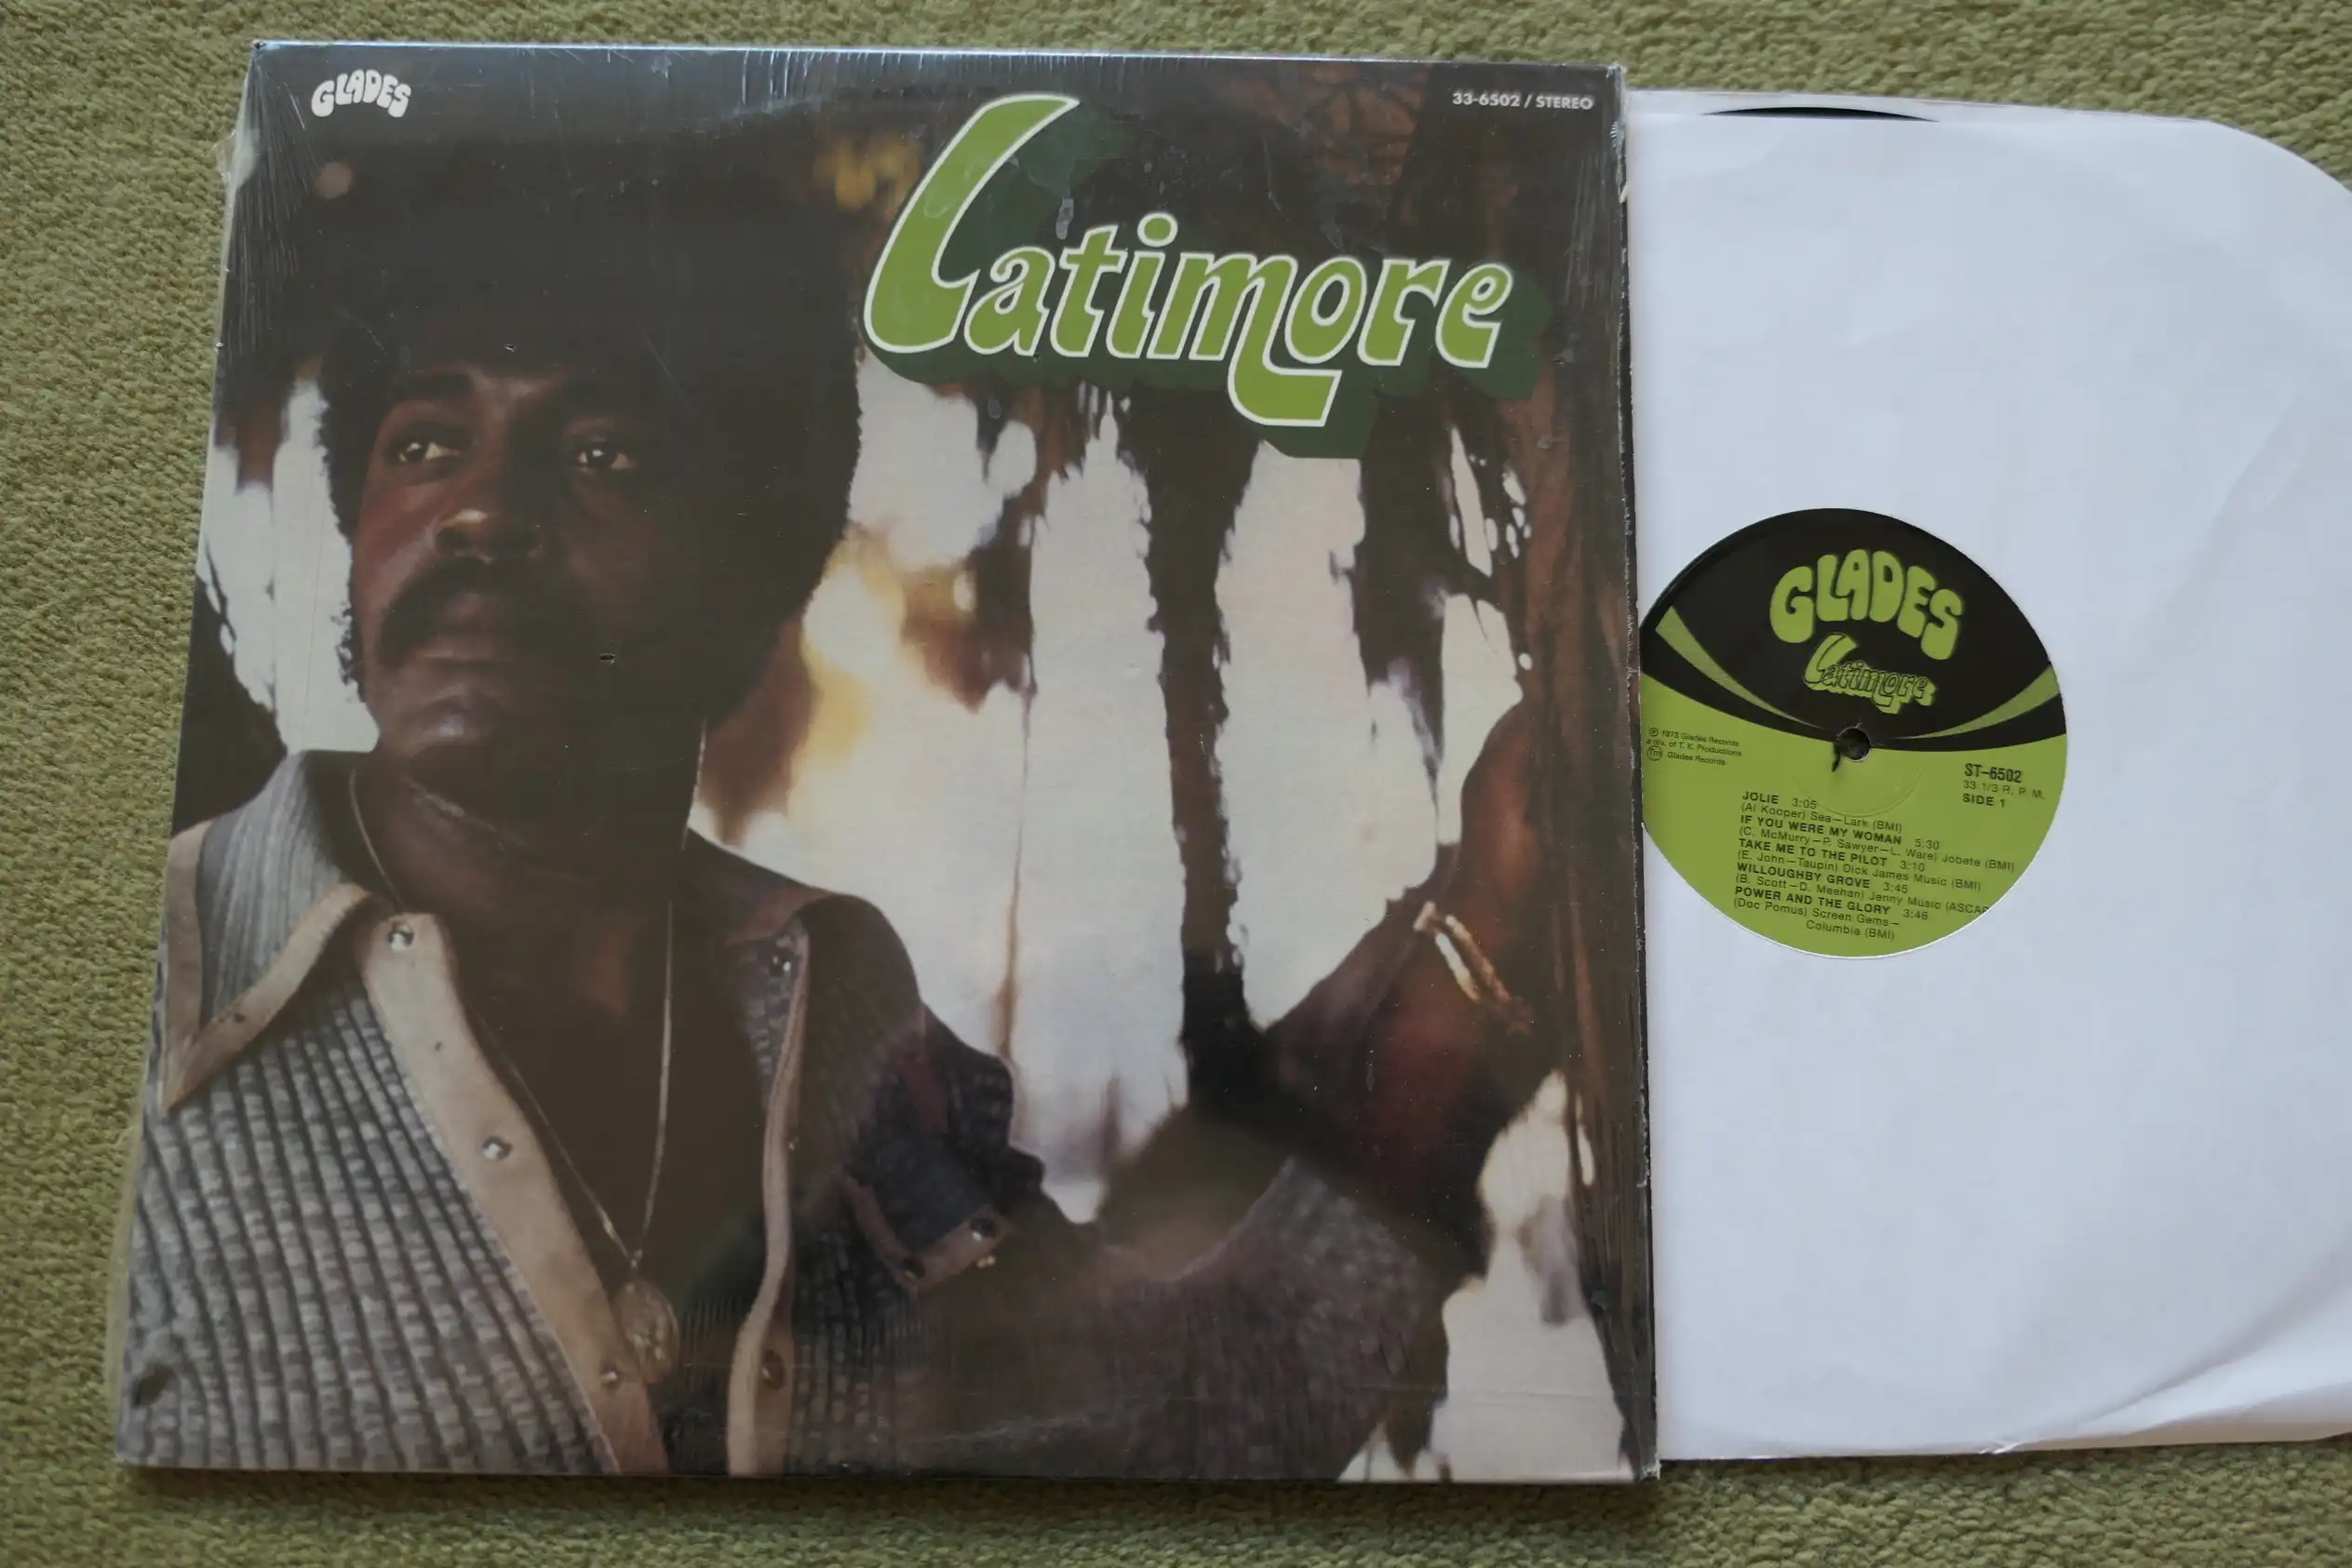 GLADES
33-6502 / STEREO
Latimore
GLADES
Latimore
℗ 1973 Glades Records
a div. of T. K. Productions
Tm Glades Records
ST-6502
33 1/3 R. P. M.
SIDE 1
JOLIE 3:05
(Al Kooper) Sea-Lark (BMI)
IF YOU WERE MY WOMAN 5:30
(C. McMurry-P. Sawyer-L. Ware) Jobete (BMI)
TAKE ME TO THE PILOT 3:10
(E. John-Taupin) Dick James Music (BMI)
WILLOUGHBY GROVE 3:45
(B. Scott-D. Meehan) Jenny Music (ASCAP
POWER AND THE GLORY 3:46
(Doc Pomus) Screen Gems-
Columbia (BMI)